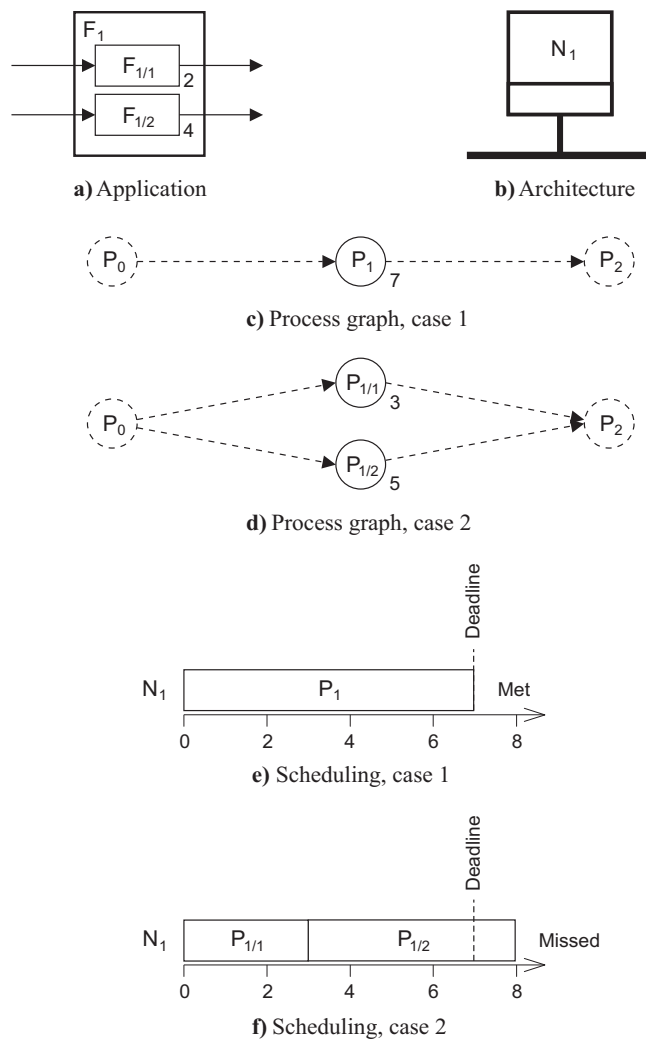 F1
F1/1
2
F1/2
4
a) Application
N1
b) Architecture
P0
P1
7
P2
c) Process graph, case 1
P0
P1/1
3
P1/2
5
P2
d) Process graph, case 2
Deadline
N1
P1
Met
0 2 4 6 8
e) Scheduling, case 1
Deadline
N1
P1/1
P1/2
Missed
0 2 4 6 8
f) Scheduling, case 2